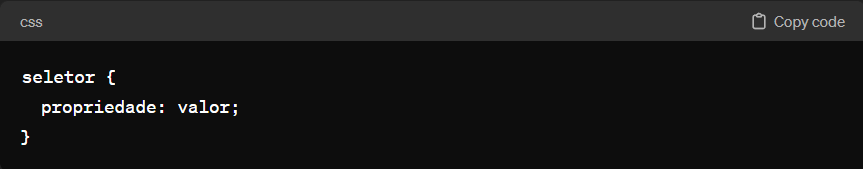 css
Copy code
seletor {
propriedade: valor;
}